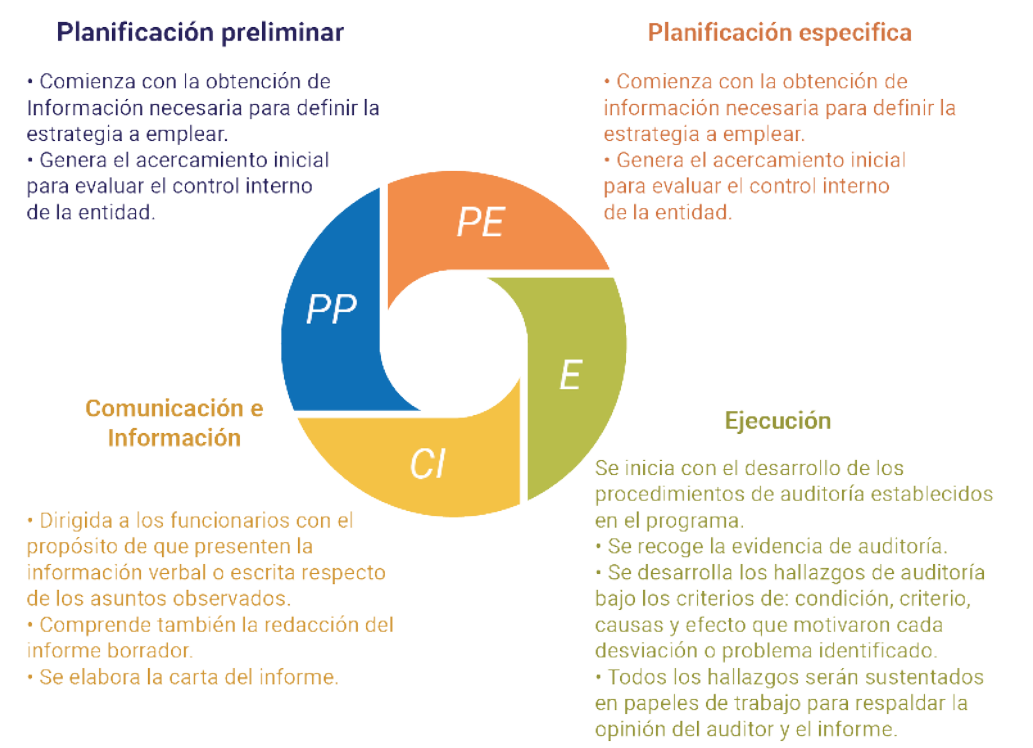 Planificación preliminar
• Comienza con la obtención de
Información necesaria para definir la
estrategia a emplear.
• Genera el acercamiento inicial
para evaluar el control interno
de la entidad.
Planificación especifica
• Comienza con la obtención de
información necesaria para definir la
estrategia a emplear.
• Genera el acercamiento inicial
para evaluar el control interno
de la entidad.
PE
PP
E
CI
Comunicación e
Información
• Dirigida a los funcionarios con el
propósito de que presenten la
información verbal o escrita respecto
de los asuntos observados.
• Comprende también la redacción del
informe borrador.
• Se elabora la carta del informe.
Ejecución
Se inicia con el desarrollo de los
procedimientos de auditoría establecidos
en el programa.
• Se recoge la evidencia de auditoría.
• Se desarrolla los hallazgos de auditoría
bajo los criterios de: condición, criterio,
causas y efecto que motivaron cada
desviación o problema identificado.
• Todos los hallazgos serán sustentados
en papeles de trabajo para respaldar la
opinión del auditor y el informe.